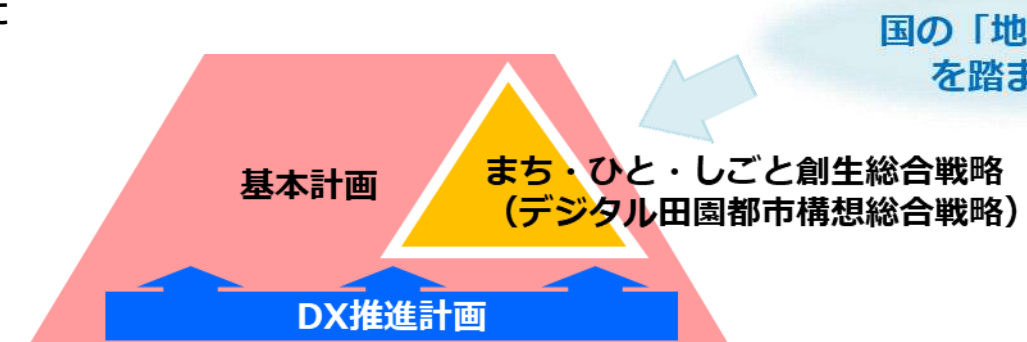 に
国の「地
を踏ま
まち・ひと・しごと創生総合戦略
基本計画
（デジタル田園都市構想総合戦略）
DX推進計画